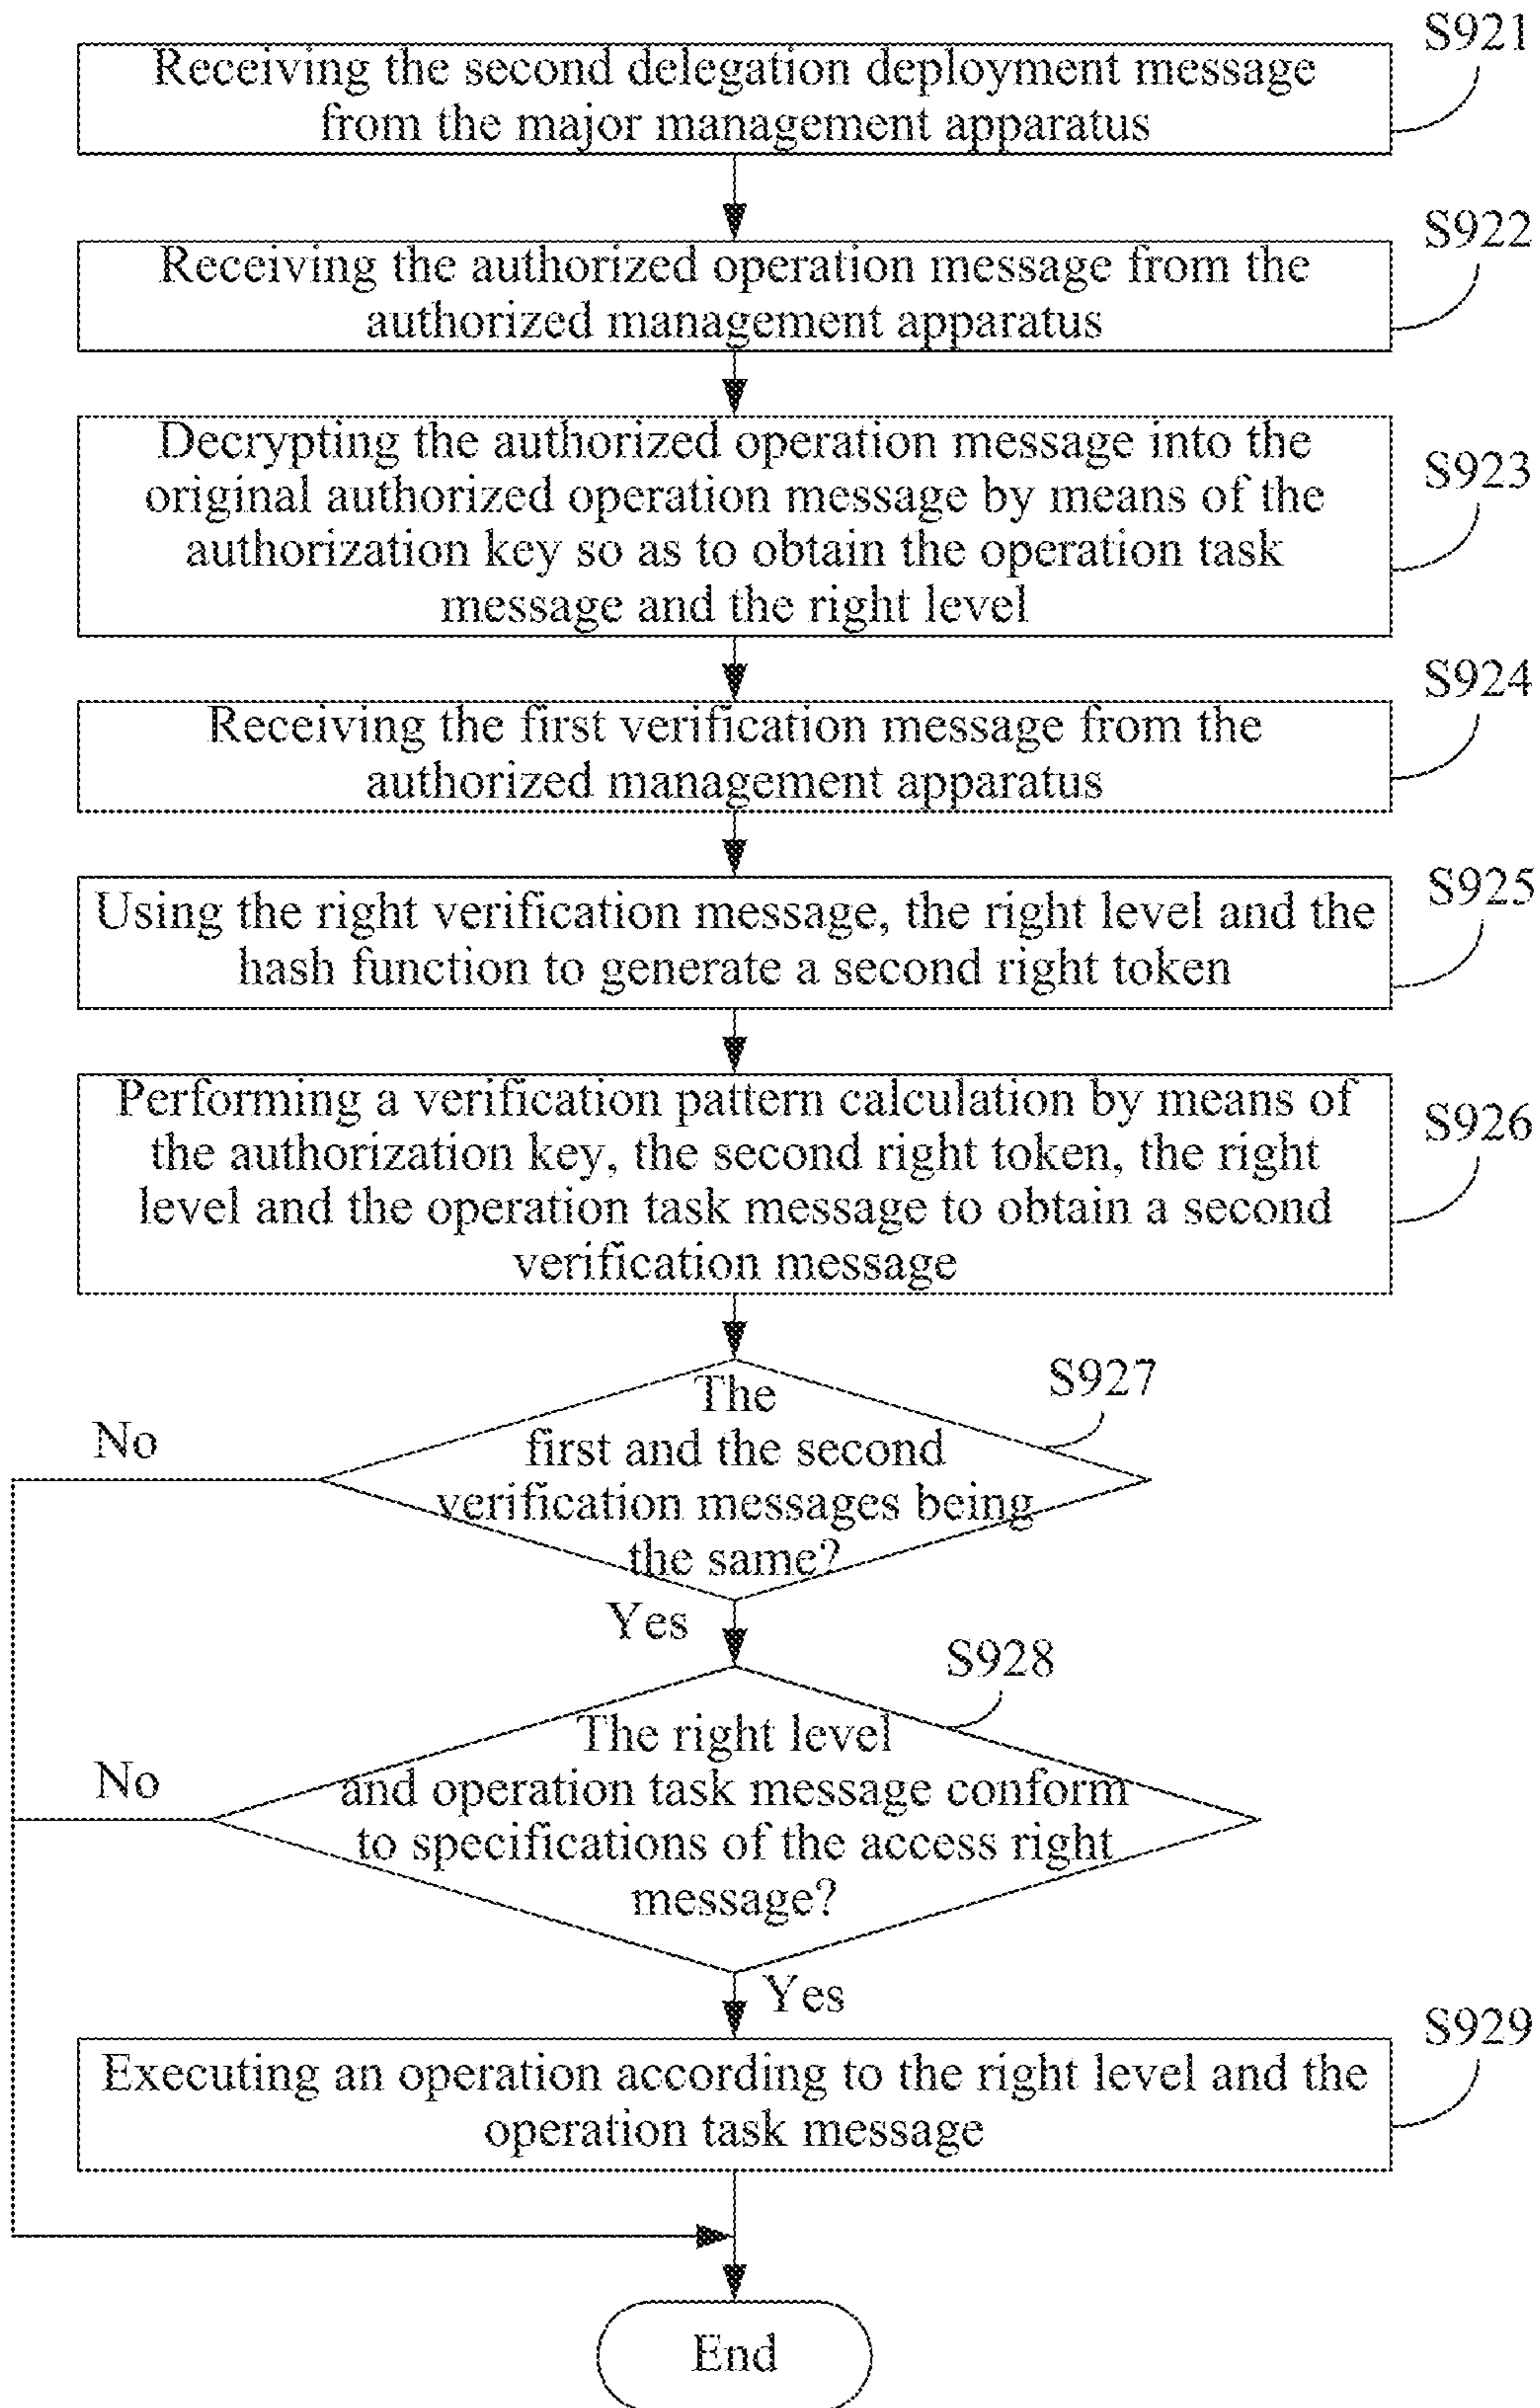 S921
Receiving the second delegation deployment message
from the major management apparatus
S922
Receiving the authorized operation message from the
authorized management apparatus
S923
Decrypting the authorized operation message into the
original authorized operation message by means of the
authorization key so as to obtain the operation task
message and the right level
S924
Receiving the first verification message from the
authorized management apparatus
S925
Using the right verification message, the right level and the
hash function to generate a second right token
S926
Performing a verification pattern calculation by means of
the authorization key, the second right token, the right
level and the operation task message to obtain a second
verification message
S927
The
first and the second
verification messages being
the same?
No
Yes
S928
The right level
and operation task message conform
to specifications of the access right
message?
No
Yes
S929
Executing an operation according to the right level and the
operation task message
End